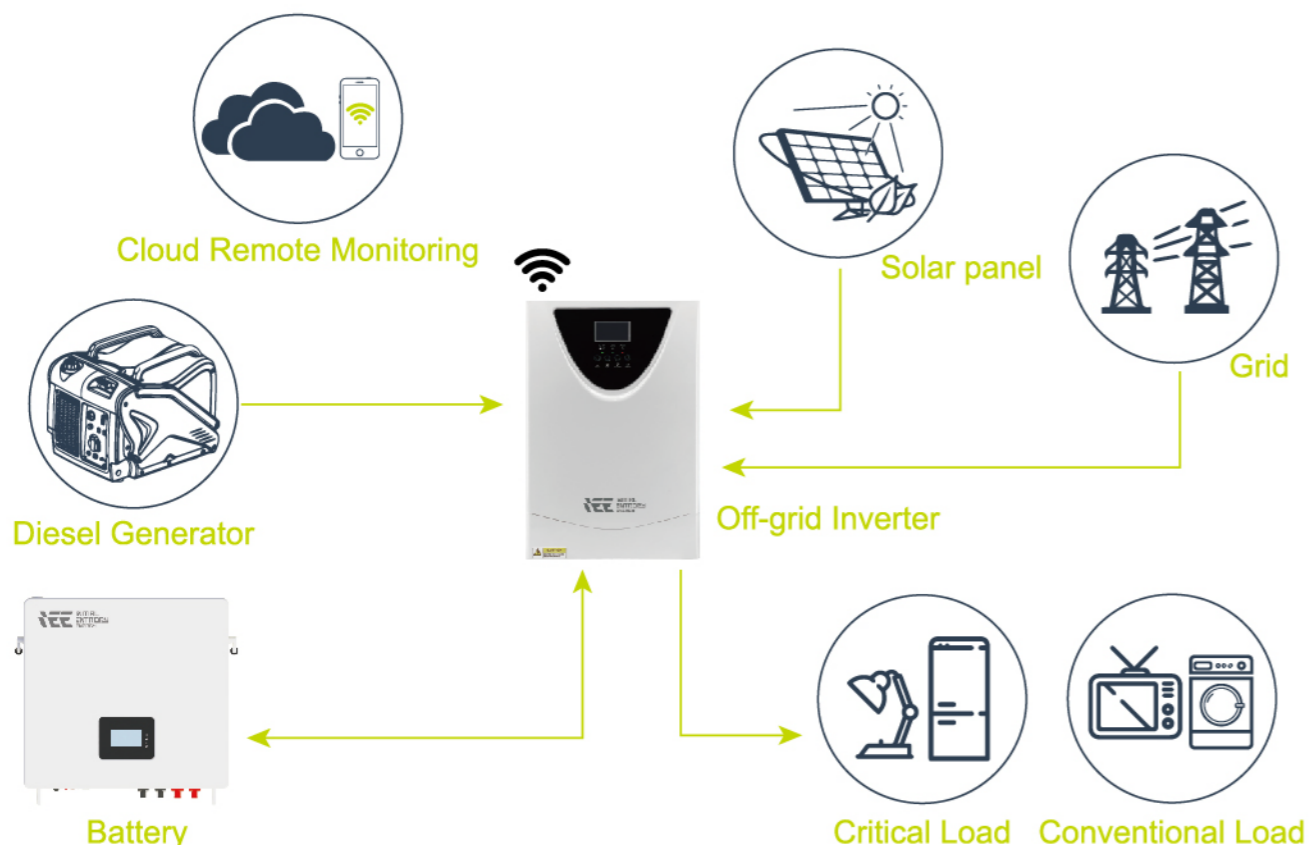 Cloud Remote Monitoring
Solar panel
Grid
Diesel Generator
Off-grid Inverter
Battery
Critical Load
Conventional Load